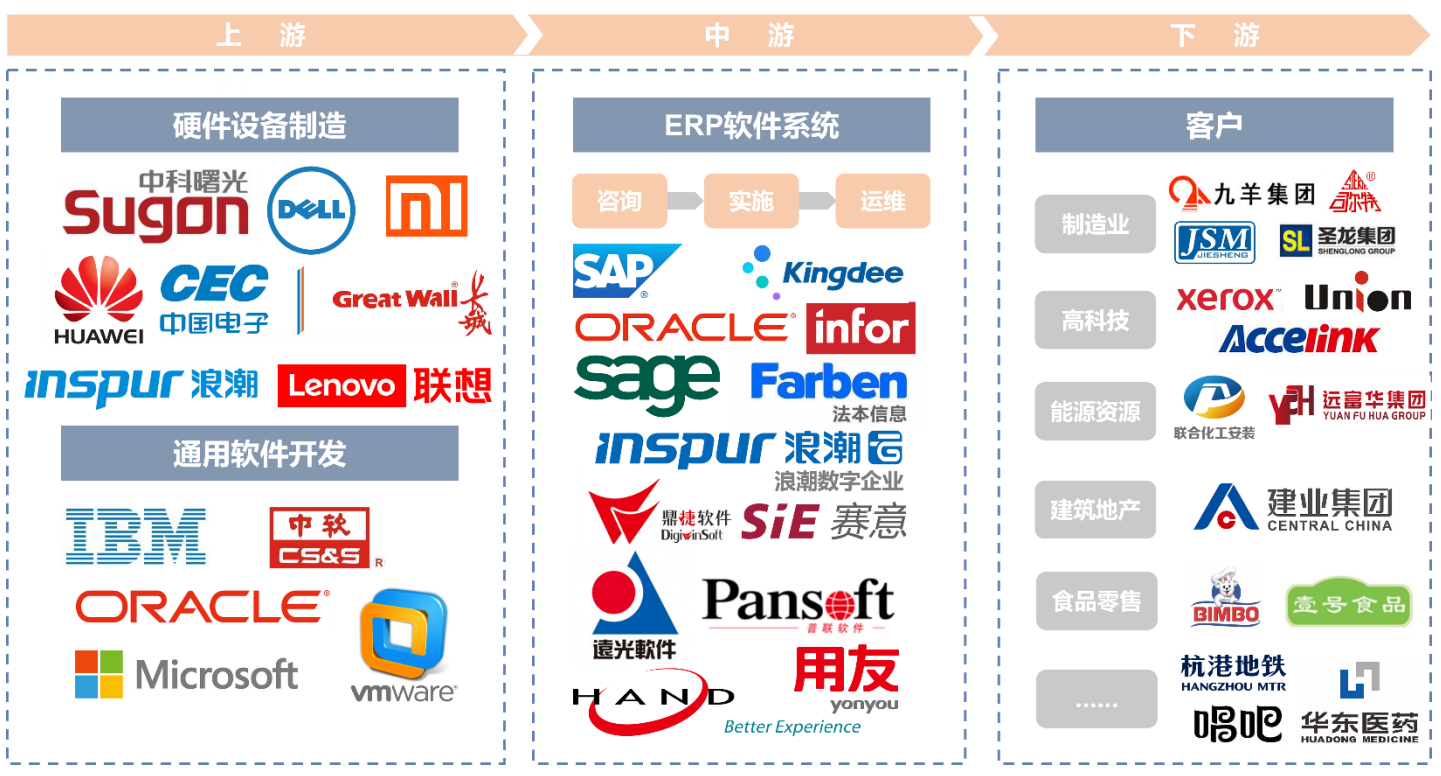 上 游
中 游
下 游
硬件设备制造
中科曙光
Sugon
DELL
HUAWEI
CEC
中国电子
Great Wall® 长城
inspur 浪潮
Lenovo 联想
通用软件开发
IBM
中软
CS&S ®
ORACLE®
Microsoft
vmware®
ERP软件系统
咨询
实施
运维
SAP®
Kingdee
ORACLE®
infor
sage
Farben
法本信息
inspur 浪潮
浪潮数字企业
鼎捷软件
DigiwinSoft
SiE 赛意
遠光軟件
Pansoft
普联软件
HAND
Better Experience
用友
yonyou
客户
制造业
九羊集团
司尔特®
JSM
JIESHENG
SL 圣龙集团
SHENGLONG GROUP
高科技
xerox™
Union
Accelink
能源资源
联合化工安装
YFH 远富华集团
YUAN FU HUA GROUP
建筑地产
建业集团
CENTRAL CHINA
食品零售
BIMBO
壹号食品
......
杭港地铁
HANGZHOU MTR
唱吧
华东医药
HUADONG MEDICINE